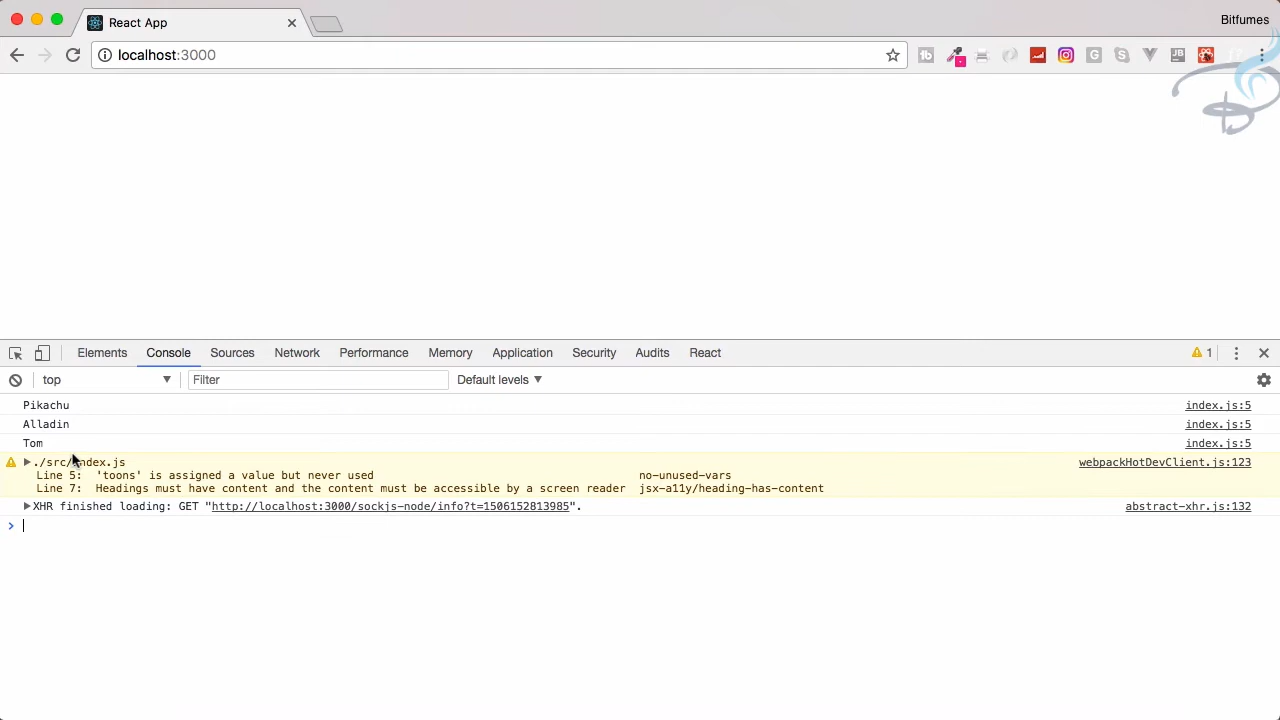 React App
Bitfumes
localhost:3000
Elements Console Sources Network Performance Memory Application Security Audits React 1
top Filter Default levels
Pikachu index.js:5
Alladin index.js:5
Tom index.js:5
./src/index.js webpackHotDevClient.js:123
Line 5: 'toons' is assigned a value but never used no-unused-vars
Line 7: Headings must have content and the content must be accessible by a screen reader jsx-a11y/heading-has-content
XHR finished loading: GET "http://localhost:3000/sockjs-node/info?t=1506152813985". abstract-xhr.js:132